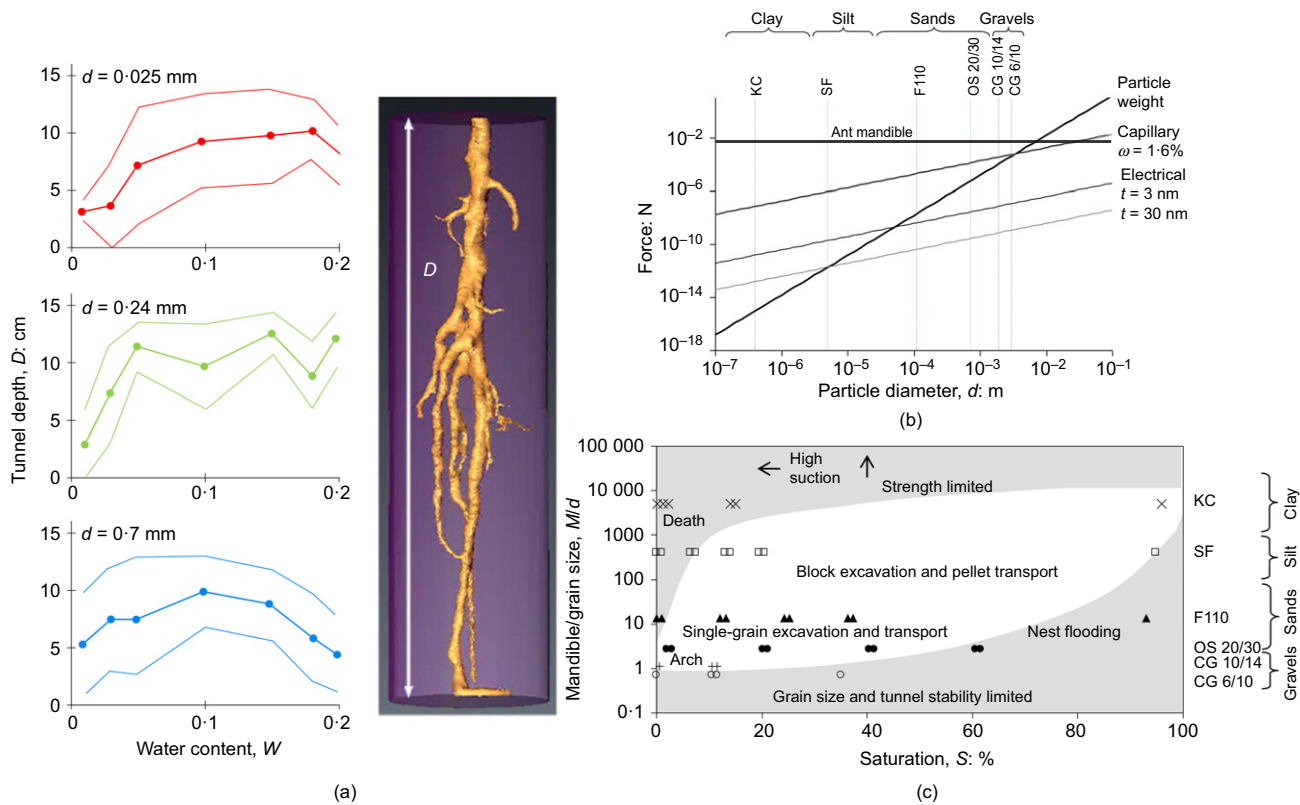 d = 0·025 mm
15
10
5
0
0
0·1
0·2
d = 0·24 mm
15
10
5
0
0
0·1
0·2
d = 0·7 mm
15
10
5
0
0
0·1
0·2
Tunnel depth, D: cm
Water content, W
D
(a)
Clay
Silt
Sands
Gravels
KC
SF
F110
OS 20/30
CG 10/14
CG 6/10
Particle
weight
Ant mandible
Capillary
ω = 1·6%
Electrical
t = 3 nm
t = 30 nm
Force: N
10–2
10–6
10–10
10–14
10–18
10–7
10–6
10–5
10–4
10–3
10–2
10–1
Particle diameter, d: m
(b)
100 000
10 000
1000
100
10
1
0·1
Mandible/grain size, M/d
High
suction
Strength limited
Death
Block excavation and pellet transport
Single-grain excavation and transport
Nest flooding
Arch
Grain size and tunnel stability limited
KC
SF
F110
OS 20/30
CG 10/14
CG 6/10
Clay
Silt
Sands
Gravels
0
20
40
60
80
100
Saturation, S: %
(c)